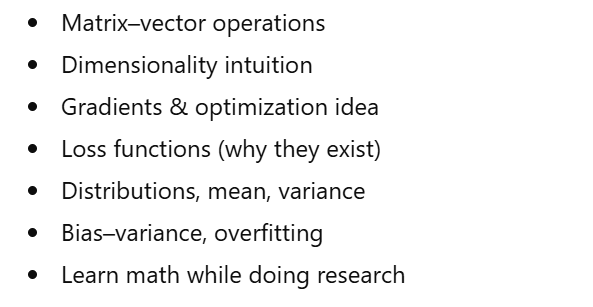 • Matrix–vector operations
• Dimensionality intuition
• Gradients & optimization idea
• Loss functions (why they exist)
• Distributions, mean, variance
• Bias–variance, overfitting
• Learn math while doing research